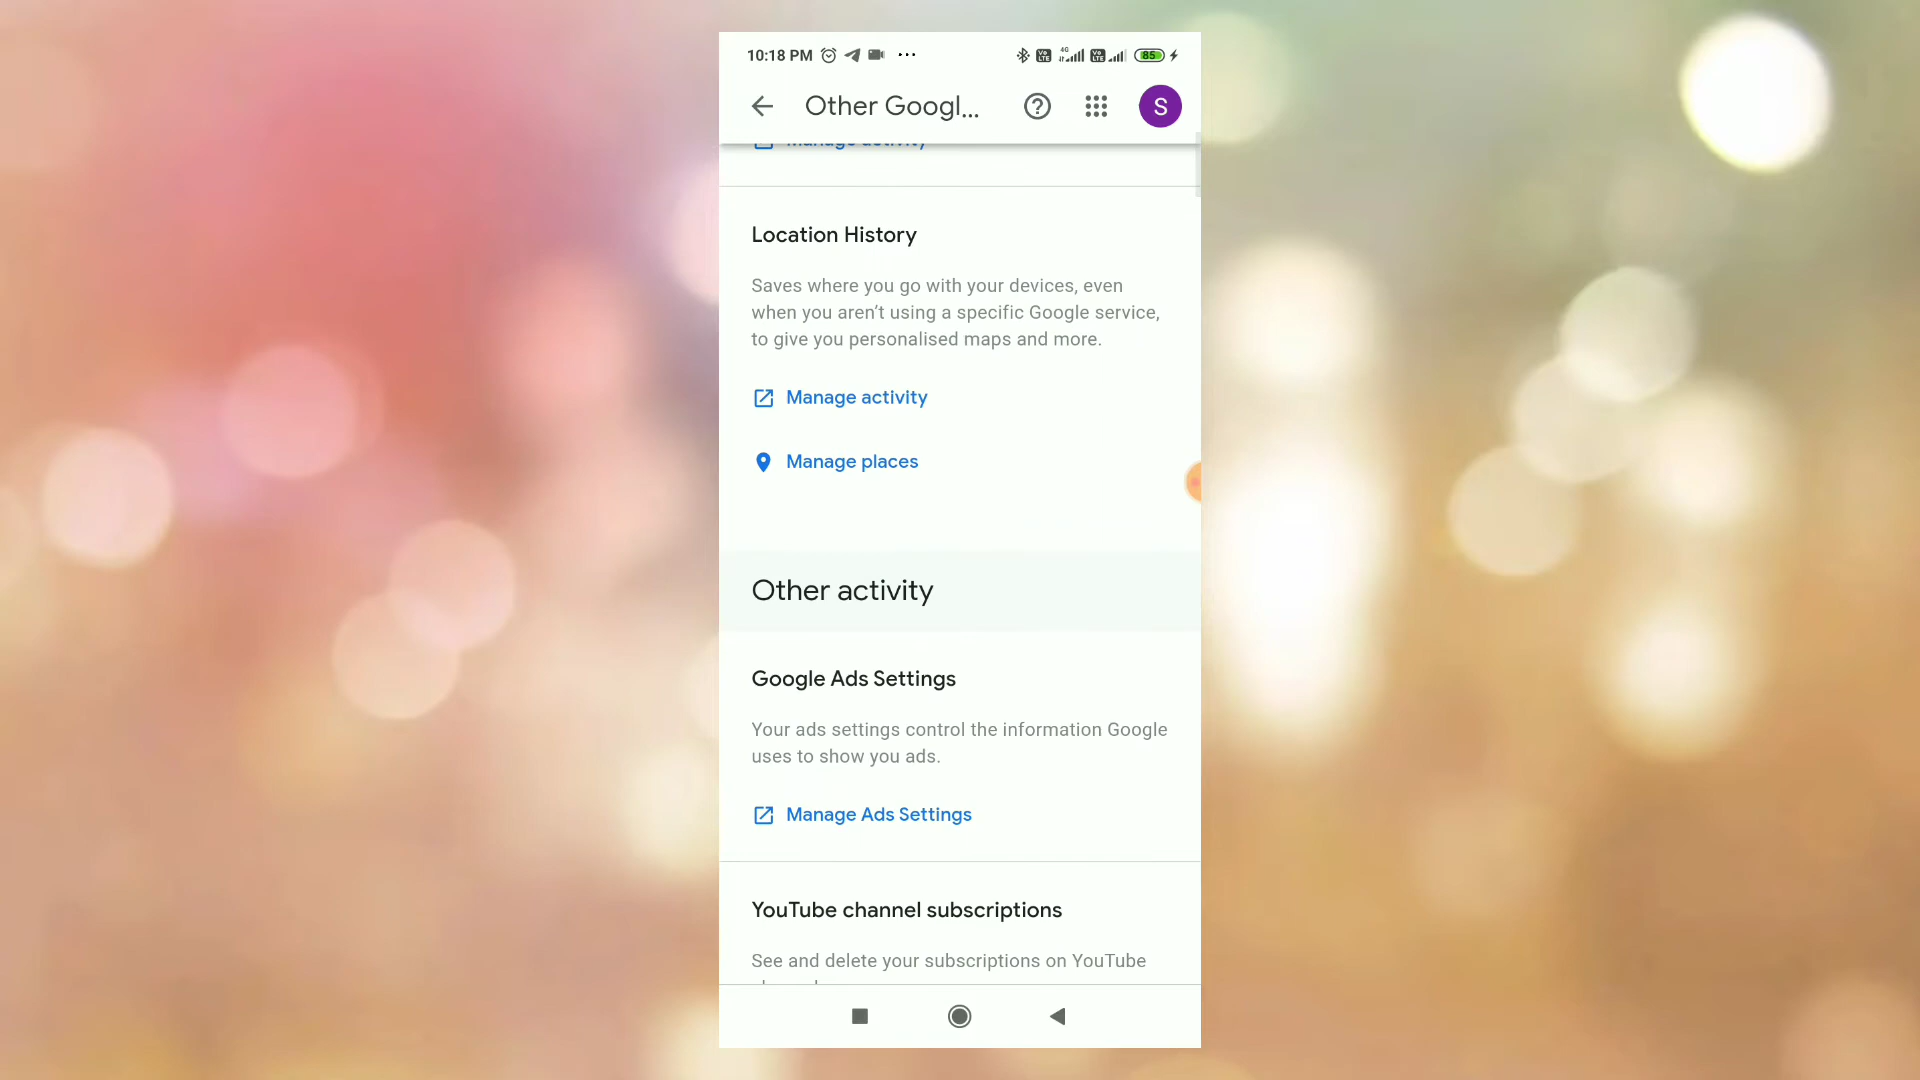 10:18 PM
85
Other Googl...
S
Manage activity
Location History
Saves where you go with your devices, even
when you aren't using a specific Google service,
to give you personalised maps and more.
Manage activity
Manage places
Other activity
Google Ads Settings
Your ads settings control the information Google
uses to show you ads.
Manage Ads Settings
YouTube channel subscriptions
See and delete your subscriptions on YouTube